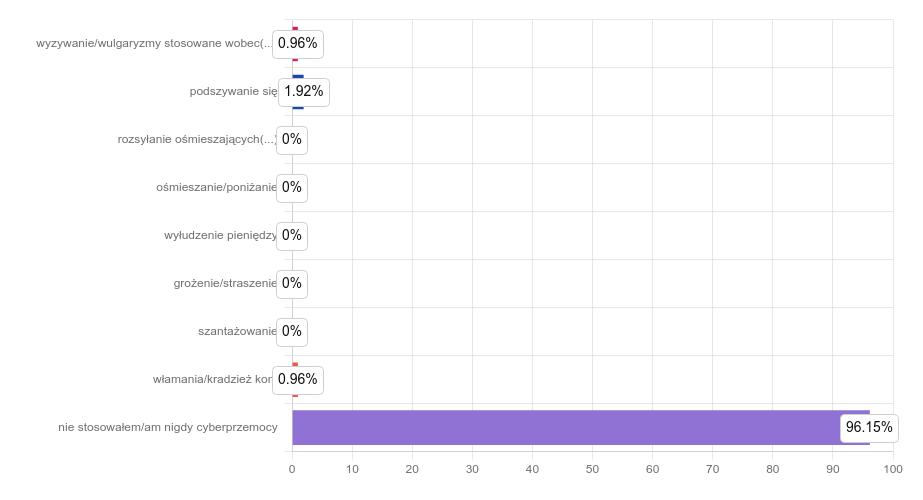 wyzywanie/wulgaryzmy stosowane wobec(... 0.96%
podszywanie się 1.92%
rozsyłanie ośmieszających(...) 0%
ośmieszanie/poniżanie 0%
wyłudzenie pieniędzy 0%
grożenie/straszenie 0%
szantażowanie 0%
włamania/kradzież 0.96%
nie stosowałem/am nigdy cyberprzemocy 96.15%
0 10 20 30 40 50 60 70 80 90 100